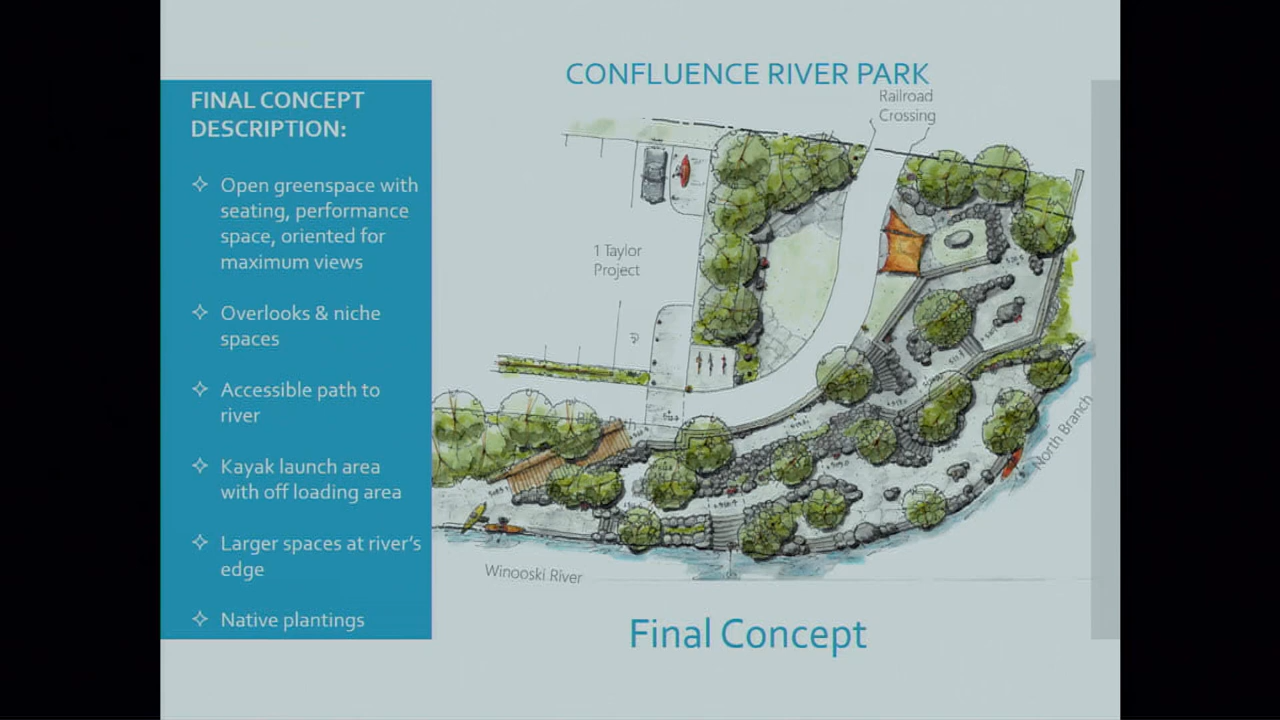 CONFLUENCE RIVER PARK
FINAL CONCEPT
DESCRIPTION:
Open greenspace with
seating, performance
space, oriented for
maximum views
Overlooks & niche
spaces
Accessible path to
river
Kayak launch area
with off loading area
Larger spaces at river's
edge
Native plantings
Railroad
Crossing
1 Taylor
Project
North Branch
Winooski River
Final Concept